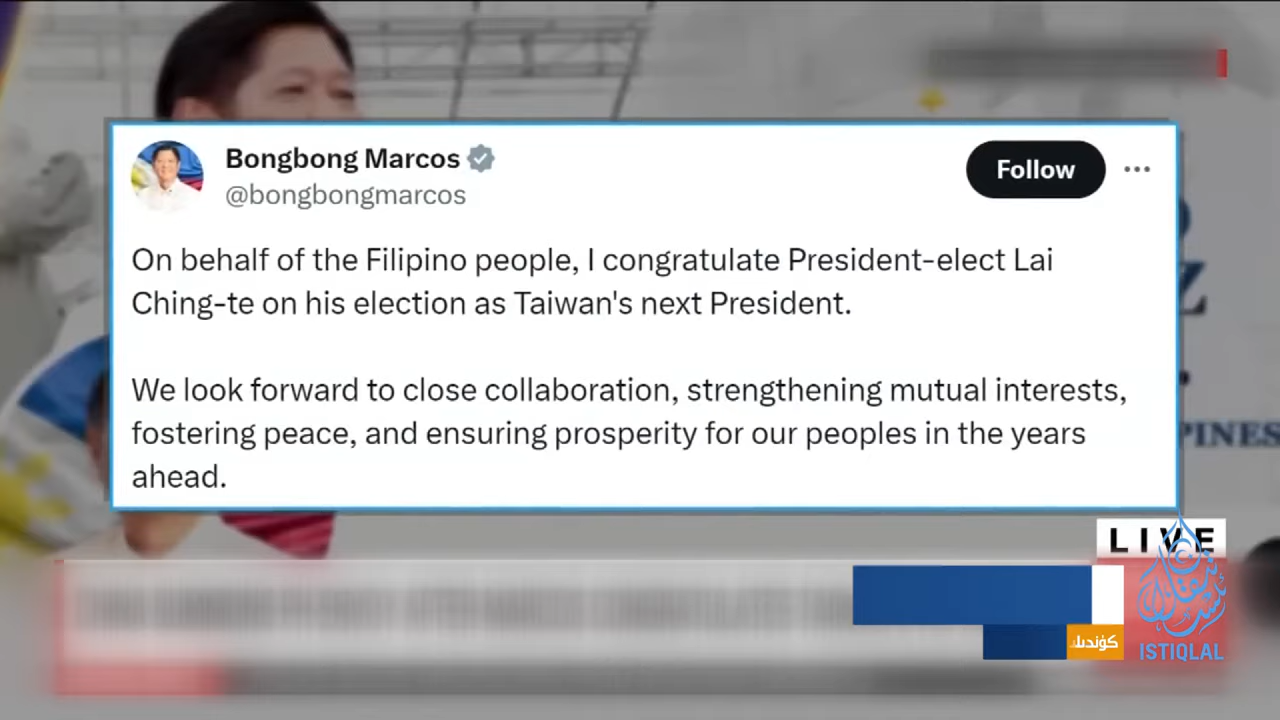 Bongbong Marcos
@bongbongmarcos
Follow
On behalf of the Filipino people, I congratulate President-elect Lai
Ching-te on his election as Taiwan's next President.
We look forward to close collaboration, strengthening mutual interests,
fostering peace, and ensuring prosperity for our peoples in the years
ahead.
PINES
LIVE
ISTIQLAL